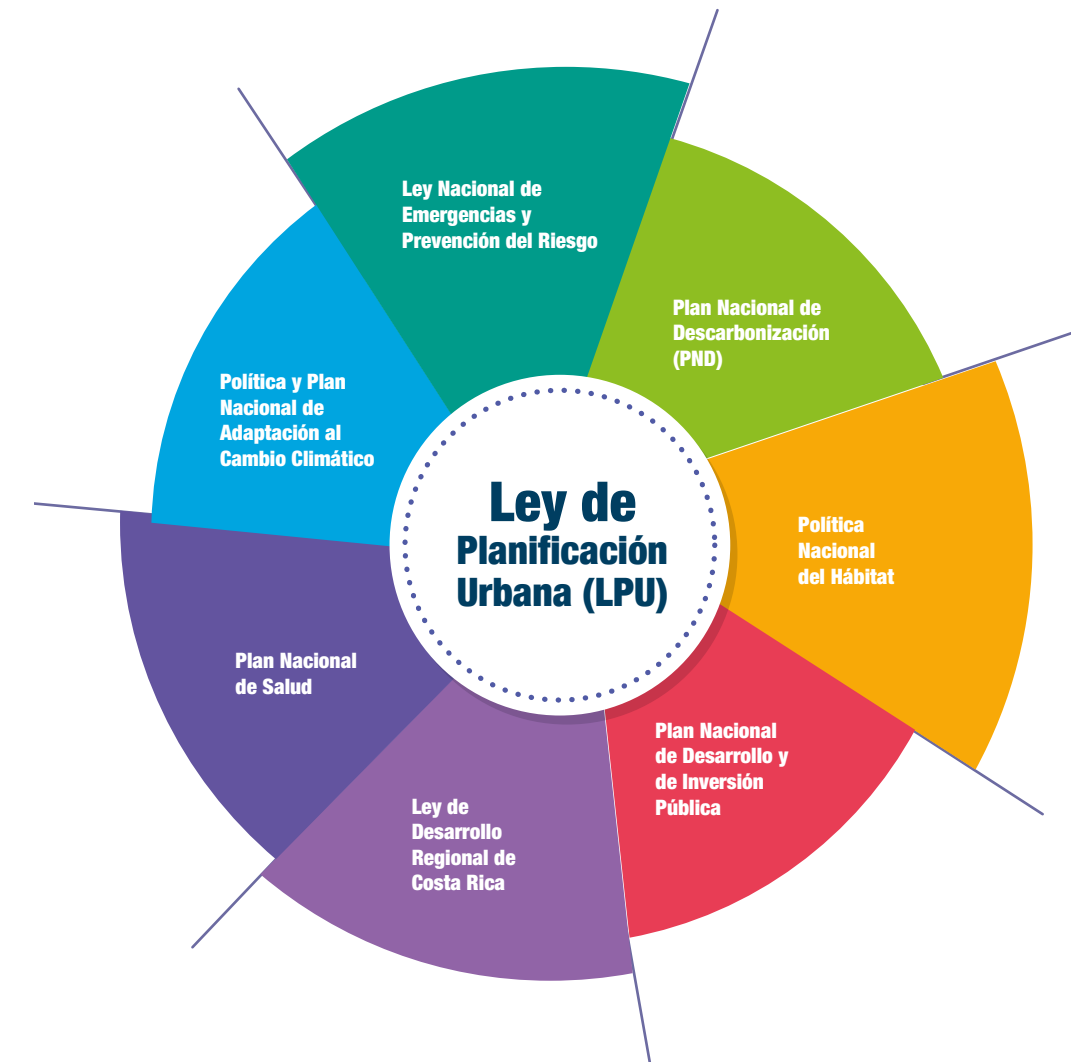 Ley Nacional de
Emergencias y
Prevención del Riesgo
Plan Nacional de
Descarbonización
(PND)
Política y Plan
Nacional de
Adaptación al
Cambio Climático
Ley de
Planificación
Urbana (LPU)
Política
Nacional
del Hábitat
Plan Nacional
de Salud
Plan Nacional
de Desarrollo y
de Inversión
Pública
Ley de
Desarrollo
Regional de
Costa Rica